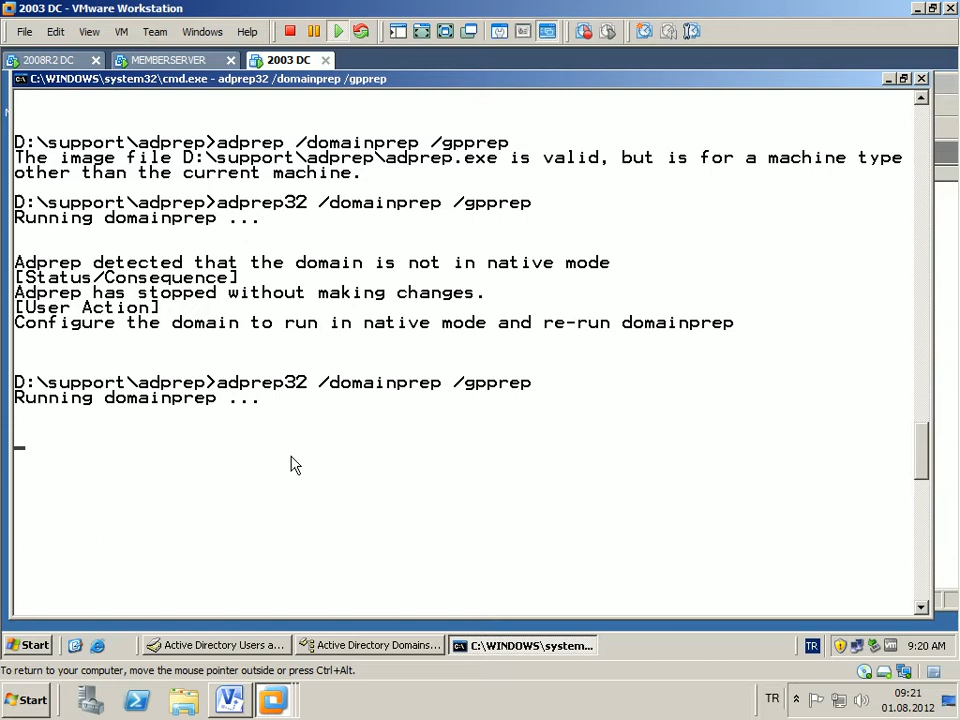 2003 DC - VMware Workstation
File Edit View VM Team Windows Help
2008R2 DC MEMBERSERVER 2003 DC
C:\WINDOWS\system32\cmd.exe - adprep32 /domainprep /gpprep
D:\support\adprep>adprep /domainprep /gpprep
The image file D:\support\adprep\adprep.exe is valid, but is for a machine type
other than the current machine.
D:\support\adprep>adprep32 /domainprep /gpprep
Running domainprep ...
Adprep detected that the domain is not in native mode
[Status/Consequence]
Adprep has stopped without making changes.
[User Action]
Configure the domain to run in native mode and re-run domainprep
D:\support\adprep>adprep32 /domainprep /gpprep
Running domainprep ...
Start Active Directory Users a... Active Directory Domains... C:\WINDOWS\system... TR 9:20 AM
To return to your computer, move the mouse pointer outside or press Ctrl+Alt.
Start TR 09:21
01.08.2012